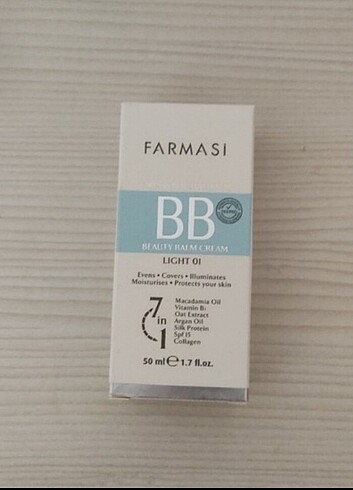 FARMASİ
BB
BEAUTY BALM CREAM
LIGHT 01
Evens • Covers • Illuminates
Moisturises • Protects your skin
7 in 1
Macadamia Oil
Vitamin B5
Oat Extract
Argan Oil
Silk Protein
Spf 15
Collagen
50 ml ℮ 1.7 fl.oz.